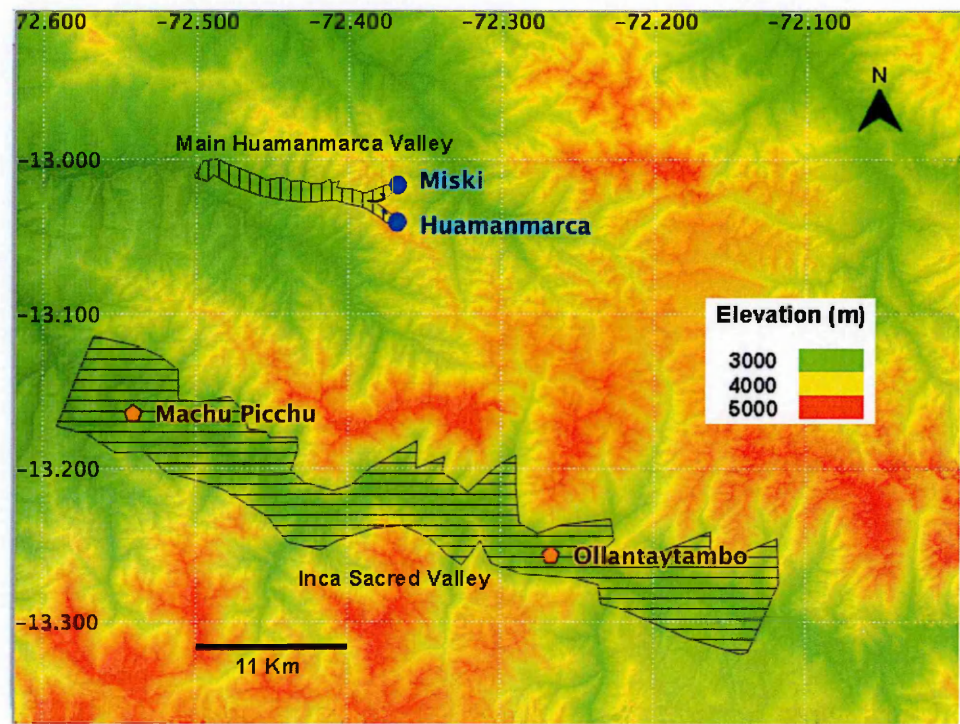 72.600 -72.500 -72.400 -72.300 -72.200 -72.100
N
-13.000
Main Huamanmarca Valley
Miski
Huamanmarca
-13.100
Elevation (m)
3000
4000
5000
Machu Picchu
-13.200
Ollantaytambo
Inca Sacred Valley
-13.300
11 Km